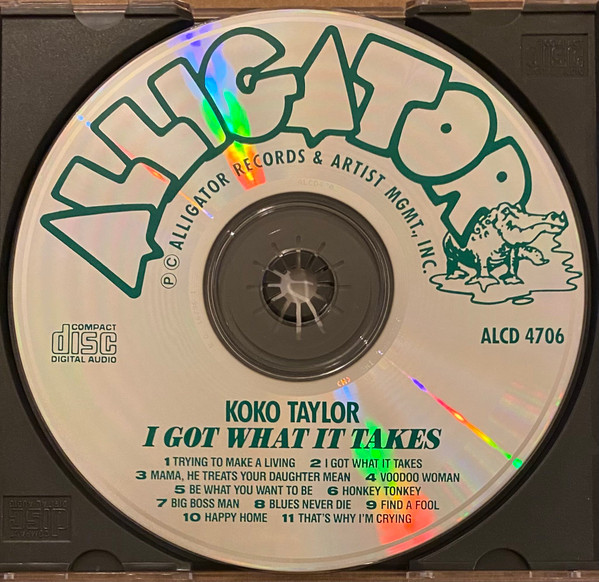 ALLIGATOR
℗© ALLIGATOR RECORDS & ARTIST MGMT., INC.
COMPACT
disc
DIGITAL AUDIO
ALCD 4706
KOKO TAYLOR
I GOT WHAT IT TAKES
1 TRYING TO MAKE A LIVING 2 I GOT WHAT IT TAKES
3 MAMA, HE TREATS YOUR DAUGHTER MEAN 4 VOODOO WOMAN
5 BE WHAT YOU WANT TO BE 6 HONKEY TONKEY
7 BIG BOSS MAN 8 BLUES NEVER DIE 9 FIND A FOOL
10 HAPPY HOME 11 THAT'S WHY I'M CRYING